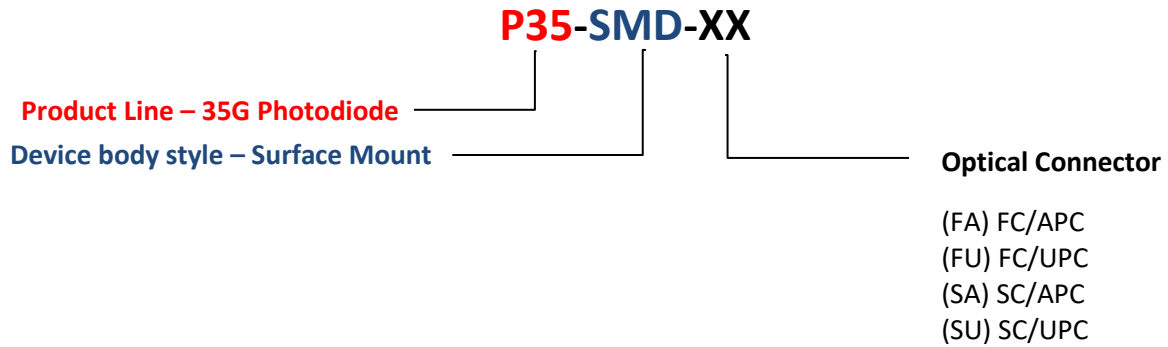 P35-SMD-XX
Product Line – 35G Photodiode
Device body style – Surface Mount
Optical Connector
(FA) FC/APC
(FU) FC/UPC
(SA) SC/APC
(SU) SC/UPC